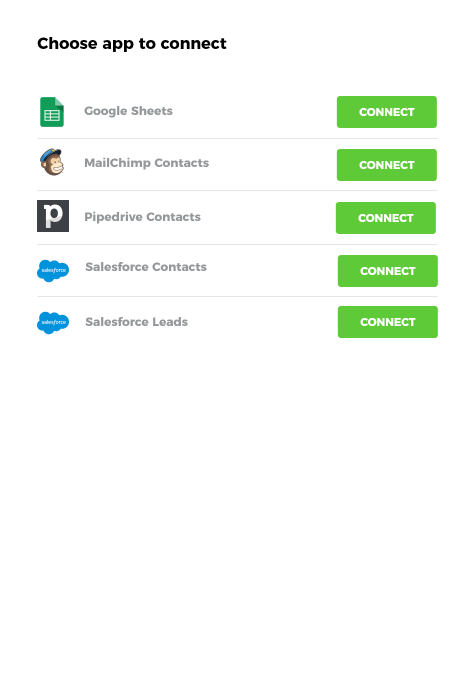 Choose app to connect
Google Sheets CONNECT
MailChimp Contacts CONNECT
p Pipedrive Contacts CONNECT
salesforce Salesforce Contacts CONNECT
salesforce Salesforce Leads CONNECT